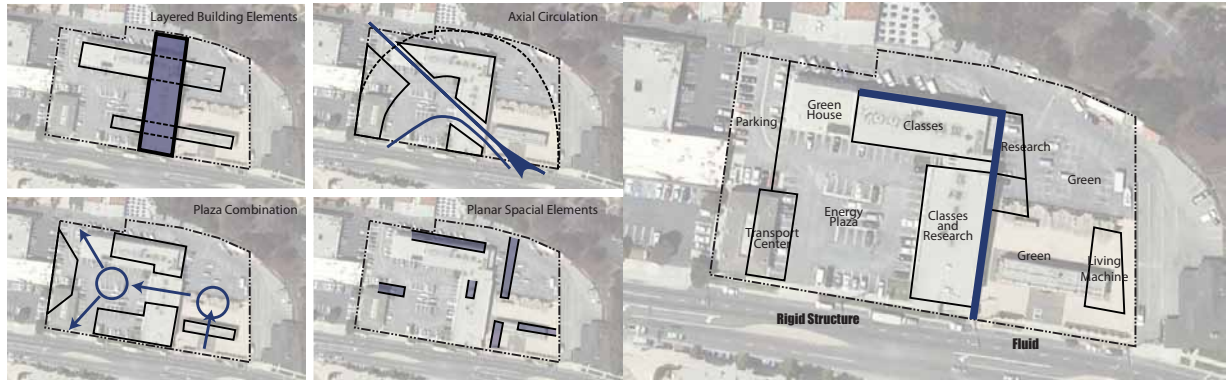 Layered Building Elements
Axial Circulation
Plaza Combination
Planar Spacial Elements
Parking
Green
House
Classes
Research
Green
Transport
Center
Energy
Plaza
Classes
and
Research
Green
Living
Machine
Rigid Structure
Fluid